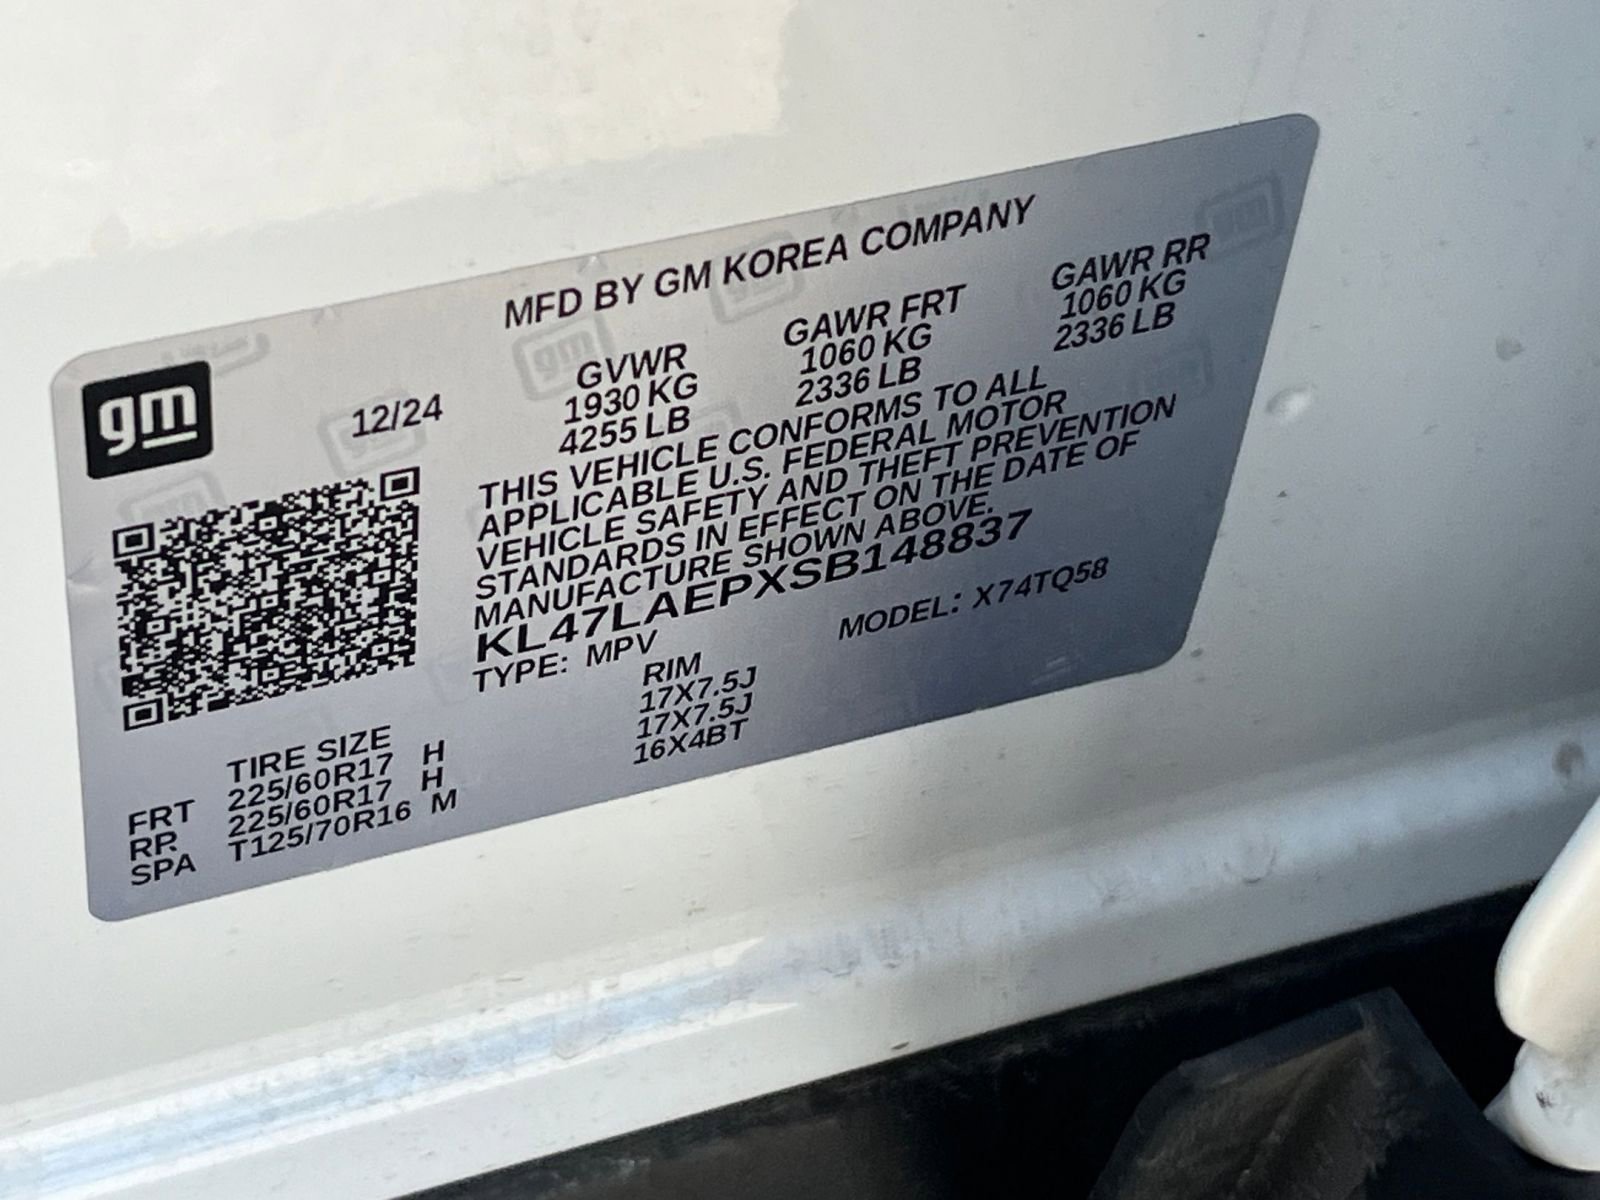 MFD BY GM KOREA COMPANY
gm
12/24
GVWR GAWR FRT GAWR RR
1930 KG 1060 KG 1060 KG
4255 LB 2336 LB 2336 LB
THIS VEHICLE CONFORMS TO ALL
APPLICABLE U.S. FEDERAL MOTOR
VEHICLE SAFETY AND THEFT PREVENTION
STANDARDS IN EFFECT ON THE DATE OF
MANUFACTURE SHOWN ABOVE.
KL47LAEPXSB148837
TYPE: MPV MODEL: X74TQ58
TIRE SIZE RIM
FRT 225/60R17 H 17X7.5J
RR 225/60R17 H 17X7.5J
SPA T125/70R16 M 16X4BT